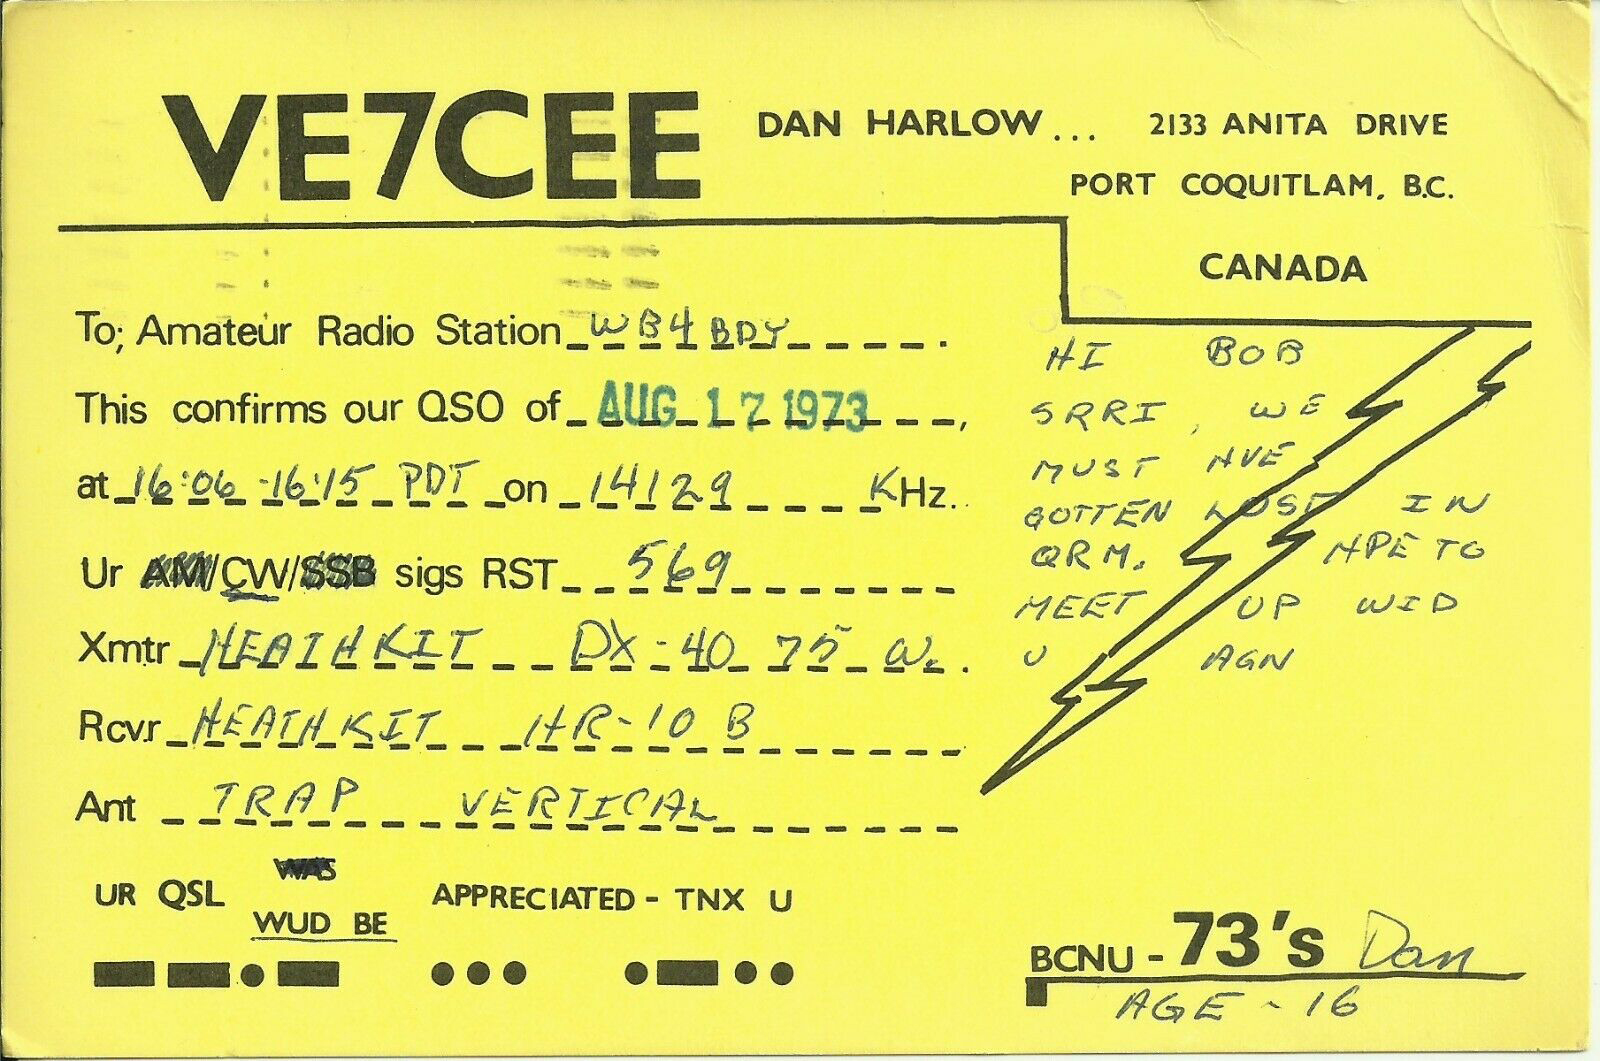 VE7CEE DAN HARLOW... 2133 ANITA DRIVE
PORT COQUITLAM, B.C.
CANADA
To; Amateur Radio Station WB4BDY.
This confirms our QSO of AUG 17 1973,
at 16:06-16:15 PDT on 14129 KHz..
Ur AM/CW/SSB sigs RST 569
Xmtr HEATHKIT DX-40 75 W..
Rcvr HEATHKIT HR-10 B
Ant TRAP VERTICAL
HI BOB
SRRI, WE
MUST HVE
GOTTEN LOST IN
QRM. HPE TO
MEET UP WID
U AGN
WAS
UR QSL APPRECIATED - TNX U
WUD BE
BCNU - 73's Dan
AGE - 16